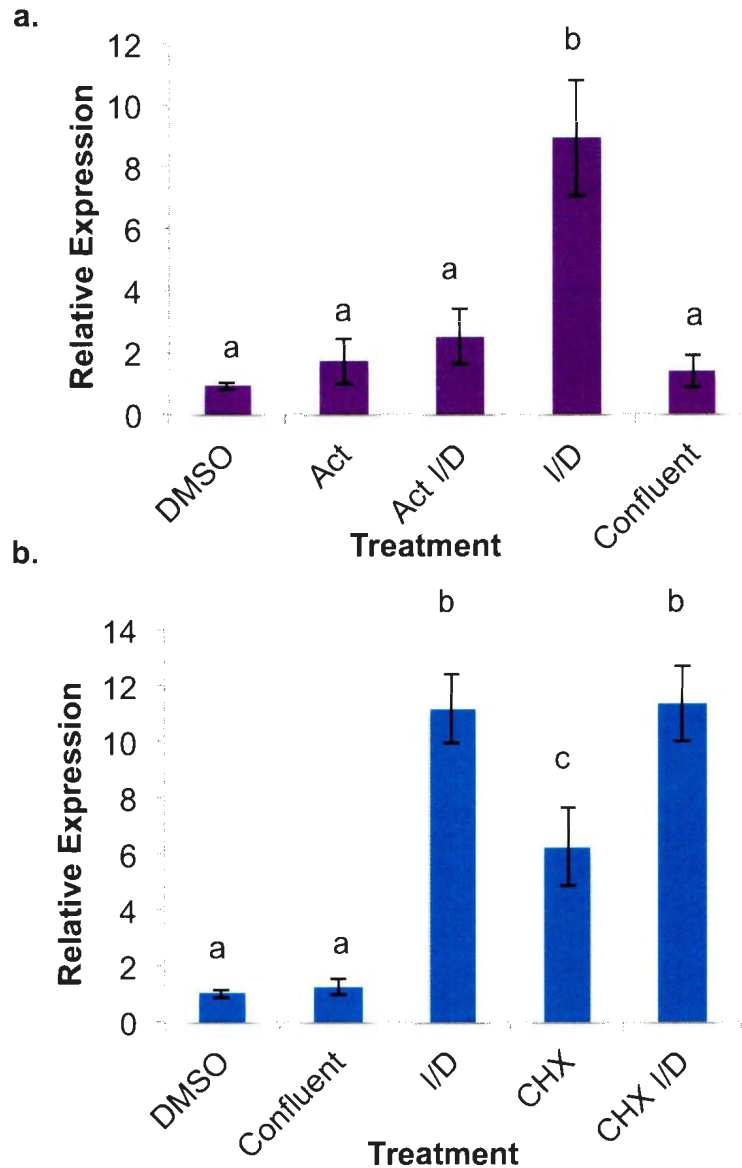 a.
Relative Expression
12
10
8
6
4
2
0
a
a
a
b
a
DMSO
Act
Act I/D
I/D
Confluent
Treatment
b.
Relative Expression
14
12
10
8
6
4
2
0
a
a
b
c
b
DMSO
Confluent
I/D
CHX
CHX I/D
Treatment